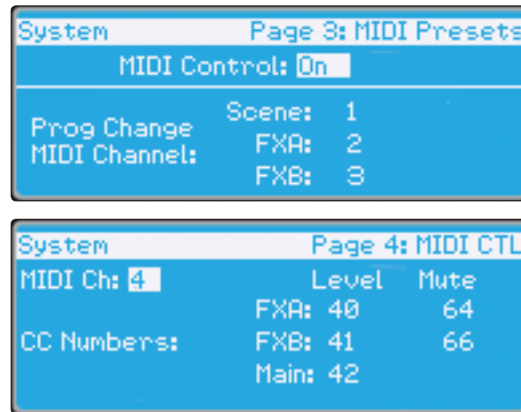 System Page 3: MIDI Presets
MIDI Control: On
Scene: 1
Prog Change
FXA: 2
MIDI Channel:
FXB: 3
System Page 4: MIDI CTL
MIDI Ch: 4 Level Mute
FXA: 40 64
CC Numbers: FXB: 41 66
Main: 42